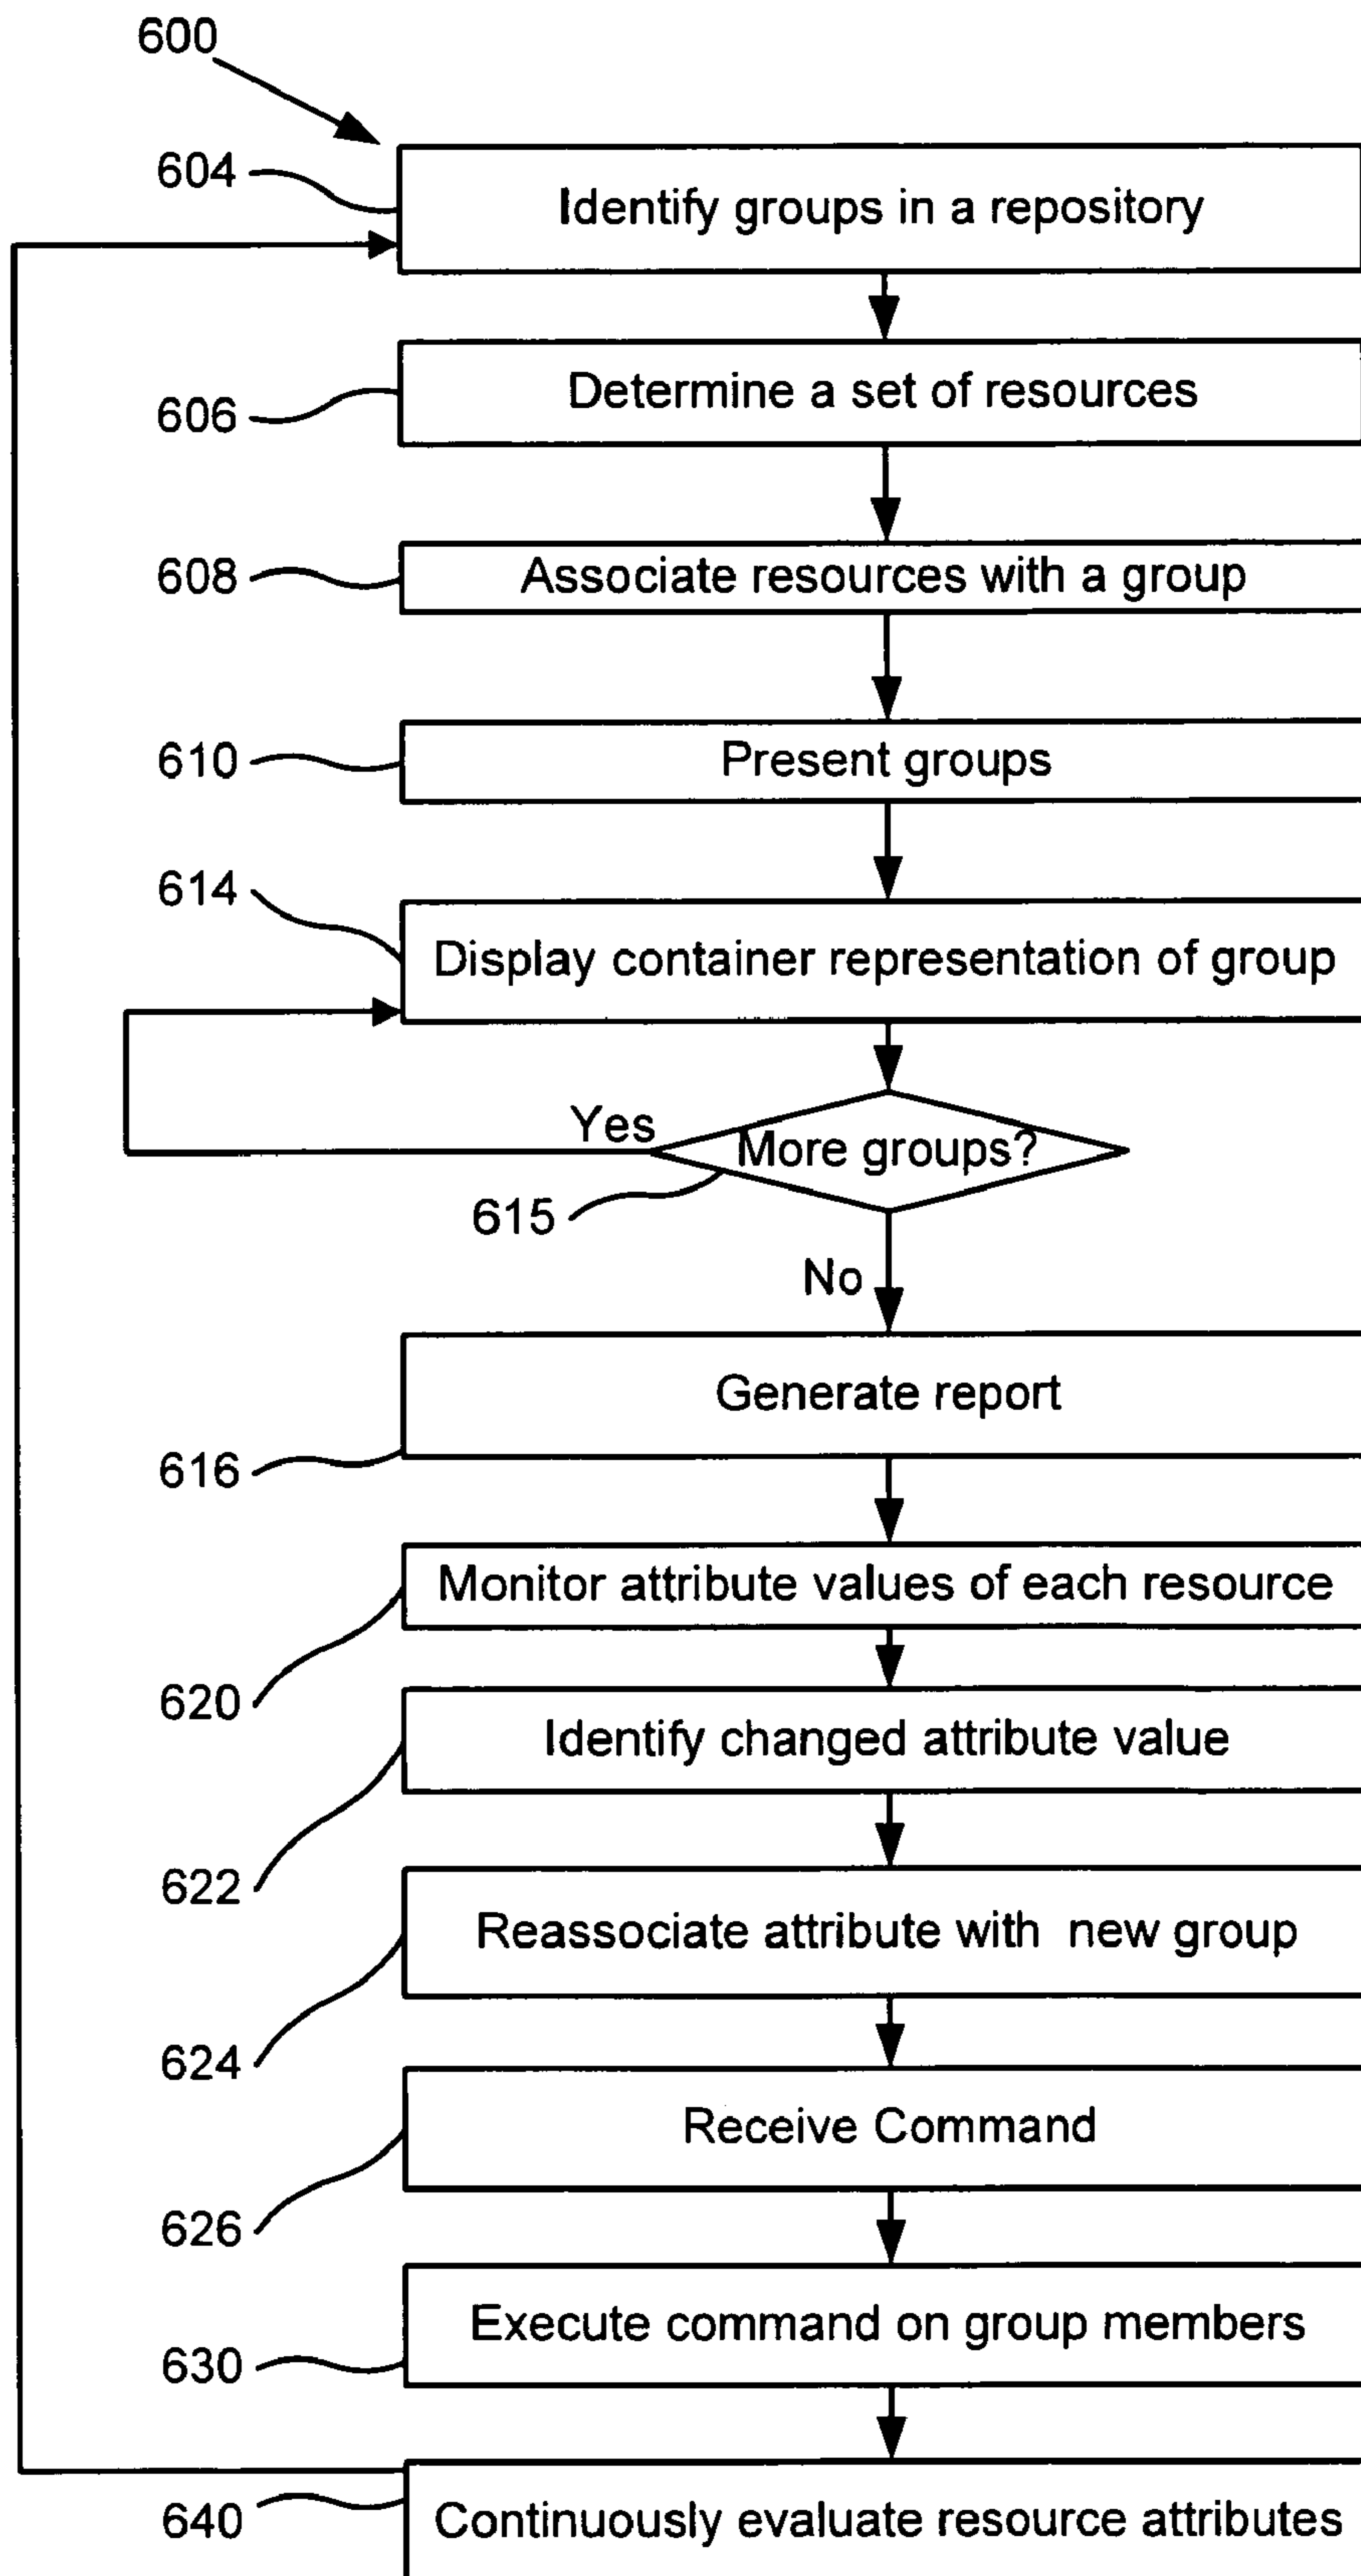 600
604
Identify groups in a repository
606
Determine a set of resources
608
Associate resources with a group
610
Present groups
614
Display container representation of group
Yes
More groups?
615
No
Generate report
616
Monitor attribute values of each resource
620
Identify changed attribute value
622
Reassociate attribute with new group
624
Receive Command
626
Execute command on group members
630
Continuously evaluate resource attributes
640